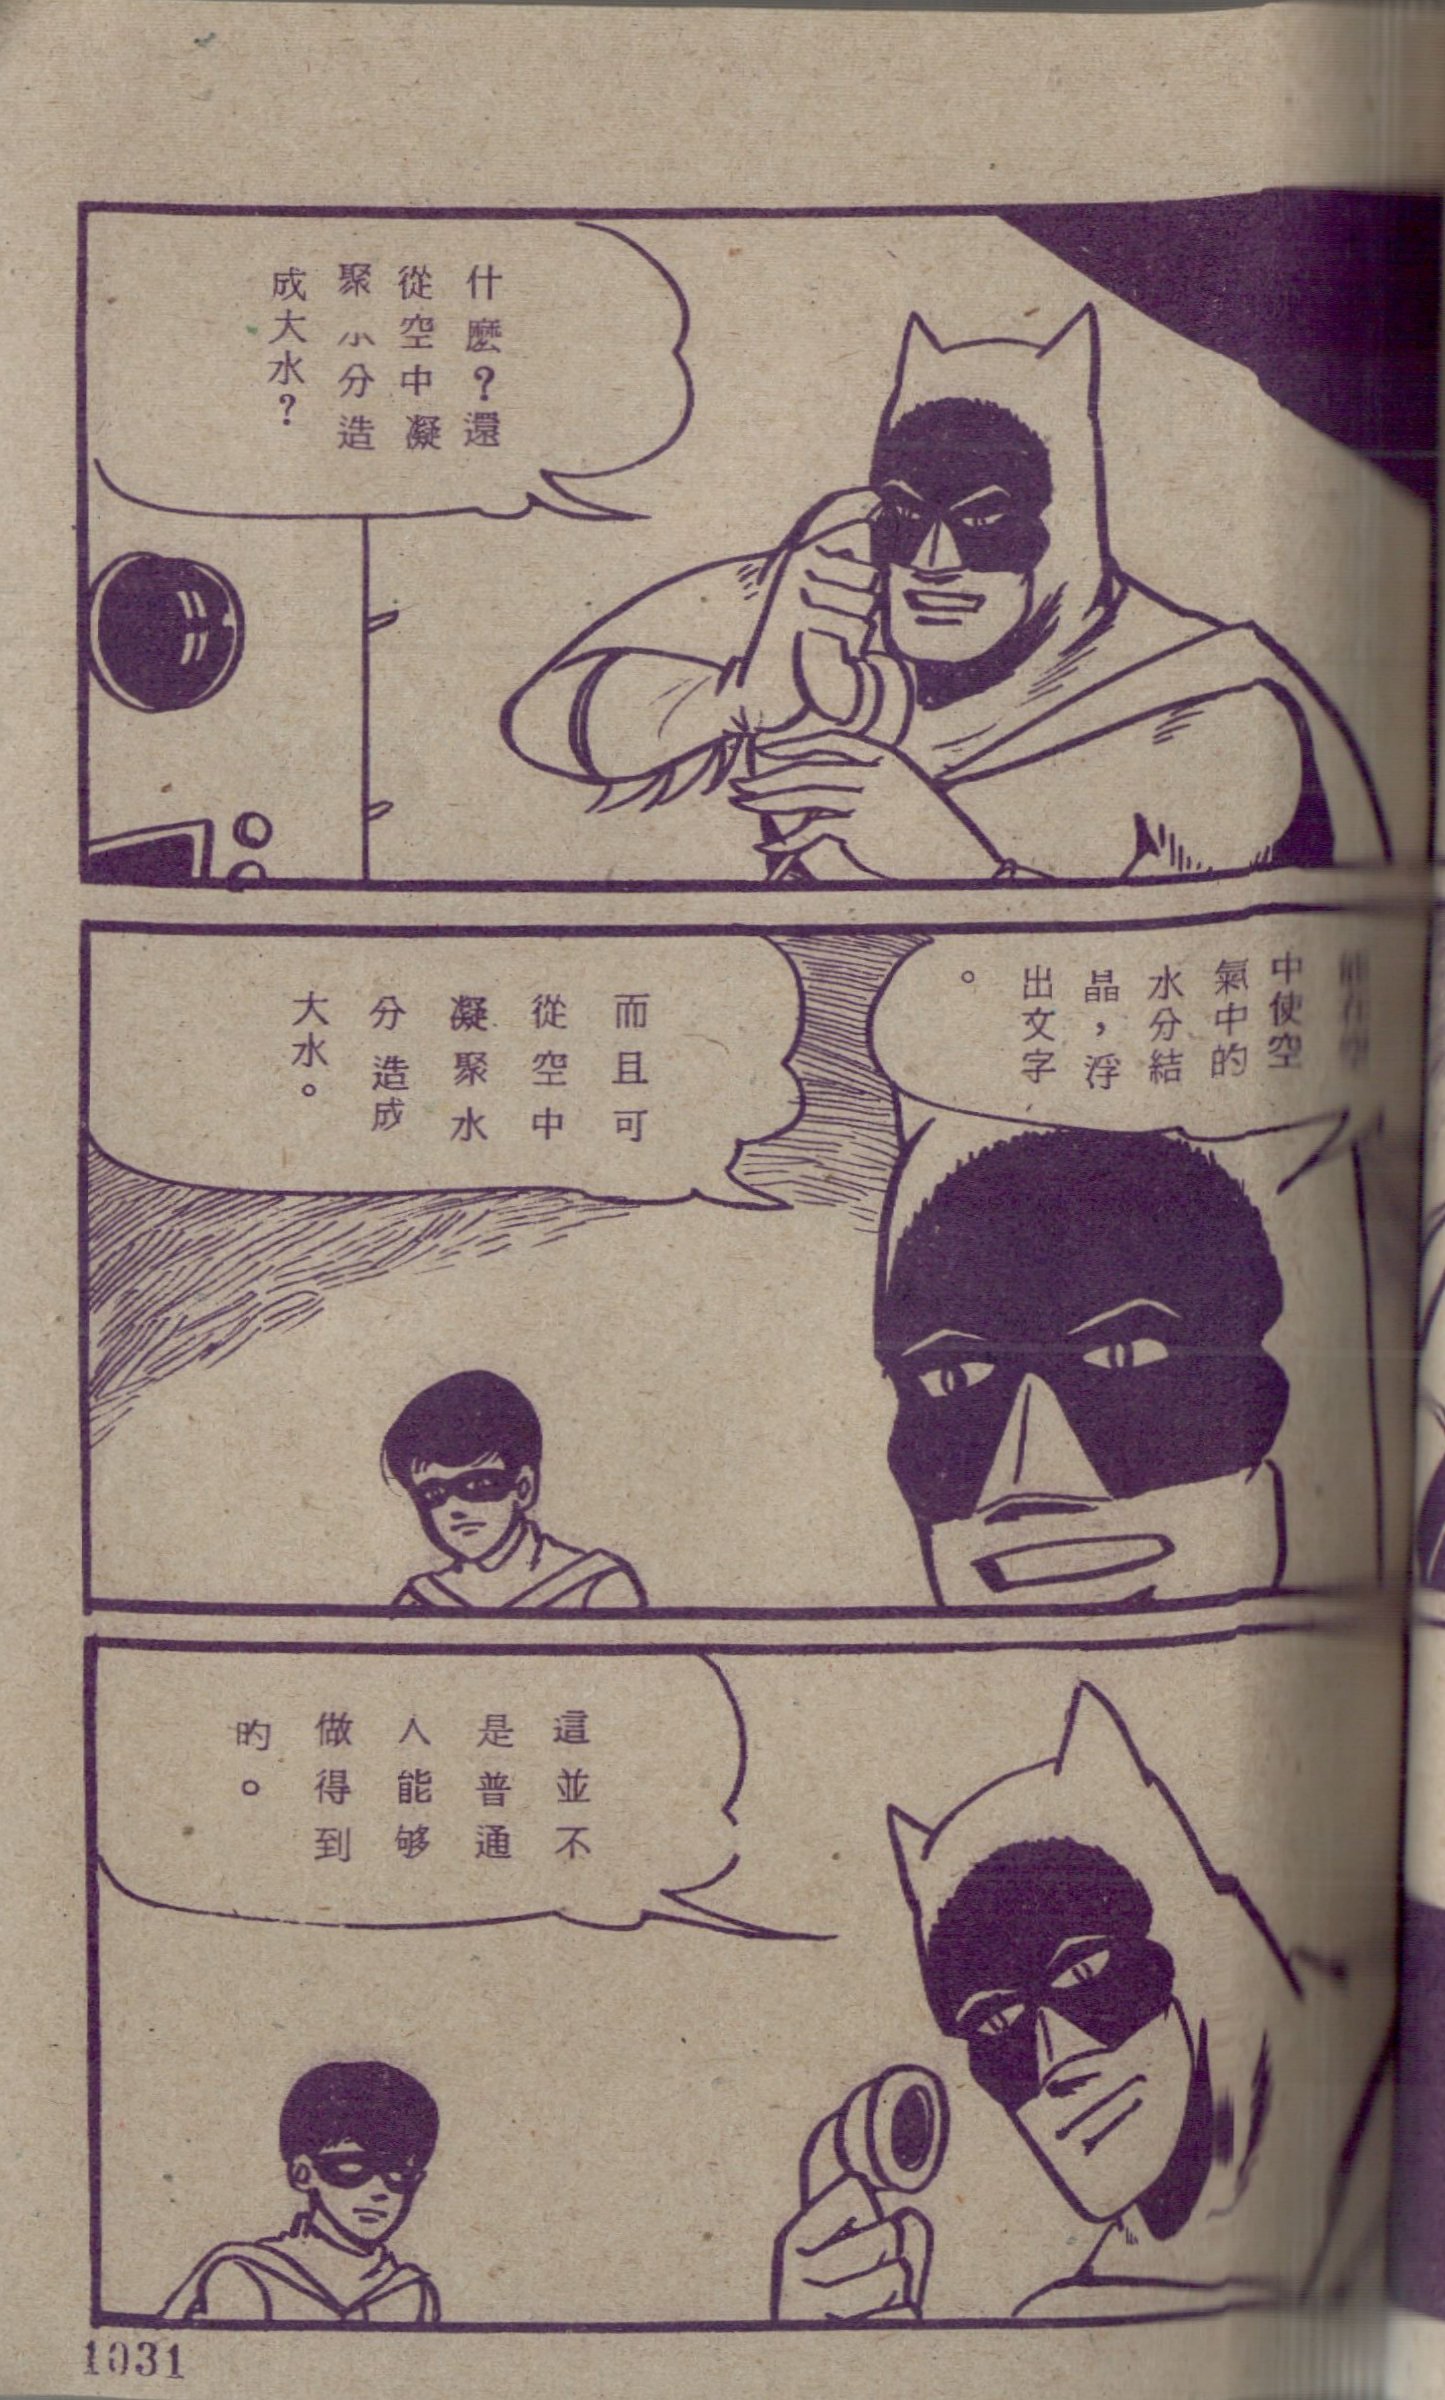 什麼？還
從空中凝
聚水分造
成大水？
中使空
氣中的
水分結
晶，浮
出文字
。
而且可
從空中
凝聚水
分造成
大水。
這並不
是普通
人能够
做得到
的。
1031